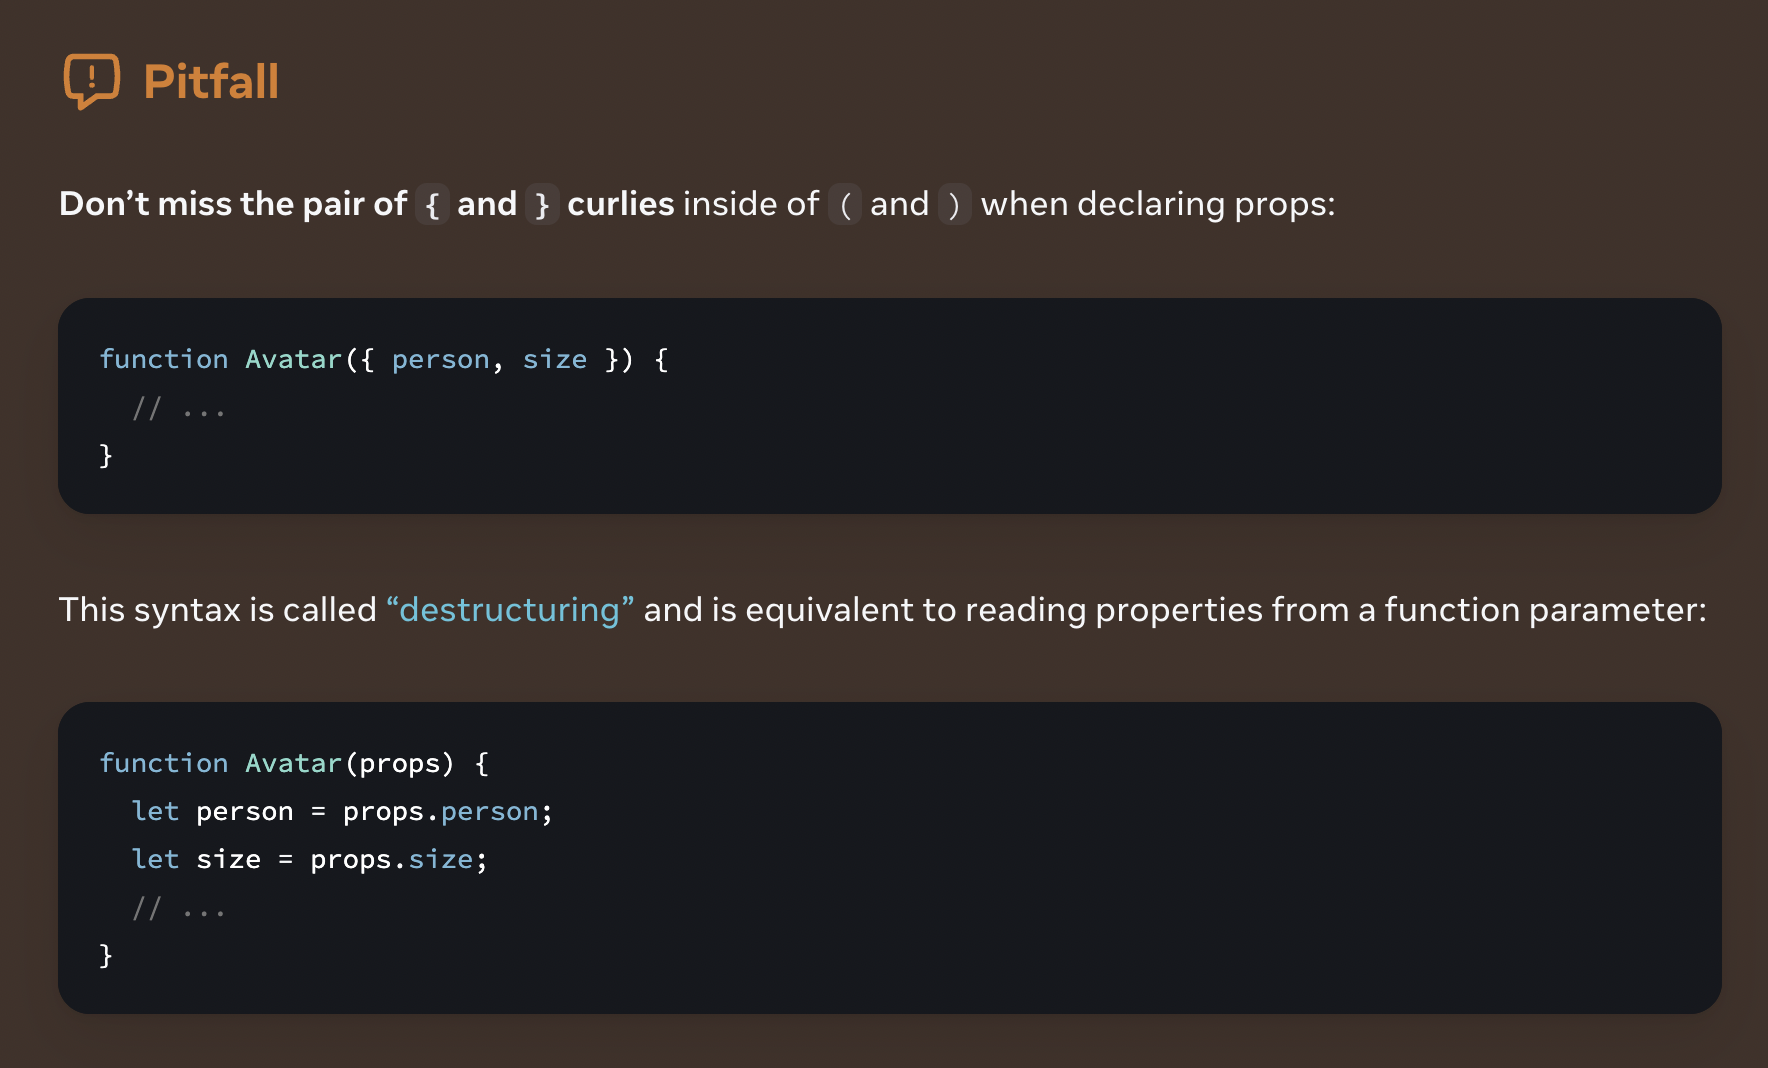 Pitfall
Don’t miss the pair of { and } curlies inside of ( and ) when declaring props:
function Avatar({ person, size }) {
  // ...
}
This syntax is called “destructuring” and is equivalent to reading properties from a function parameter:
function Avatar(props) {
  let person = props.person;
  let size = props.size;
  // ...
}